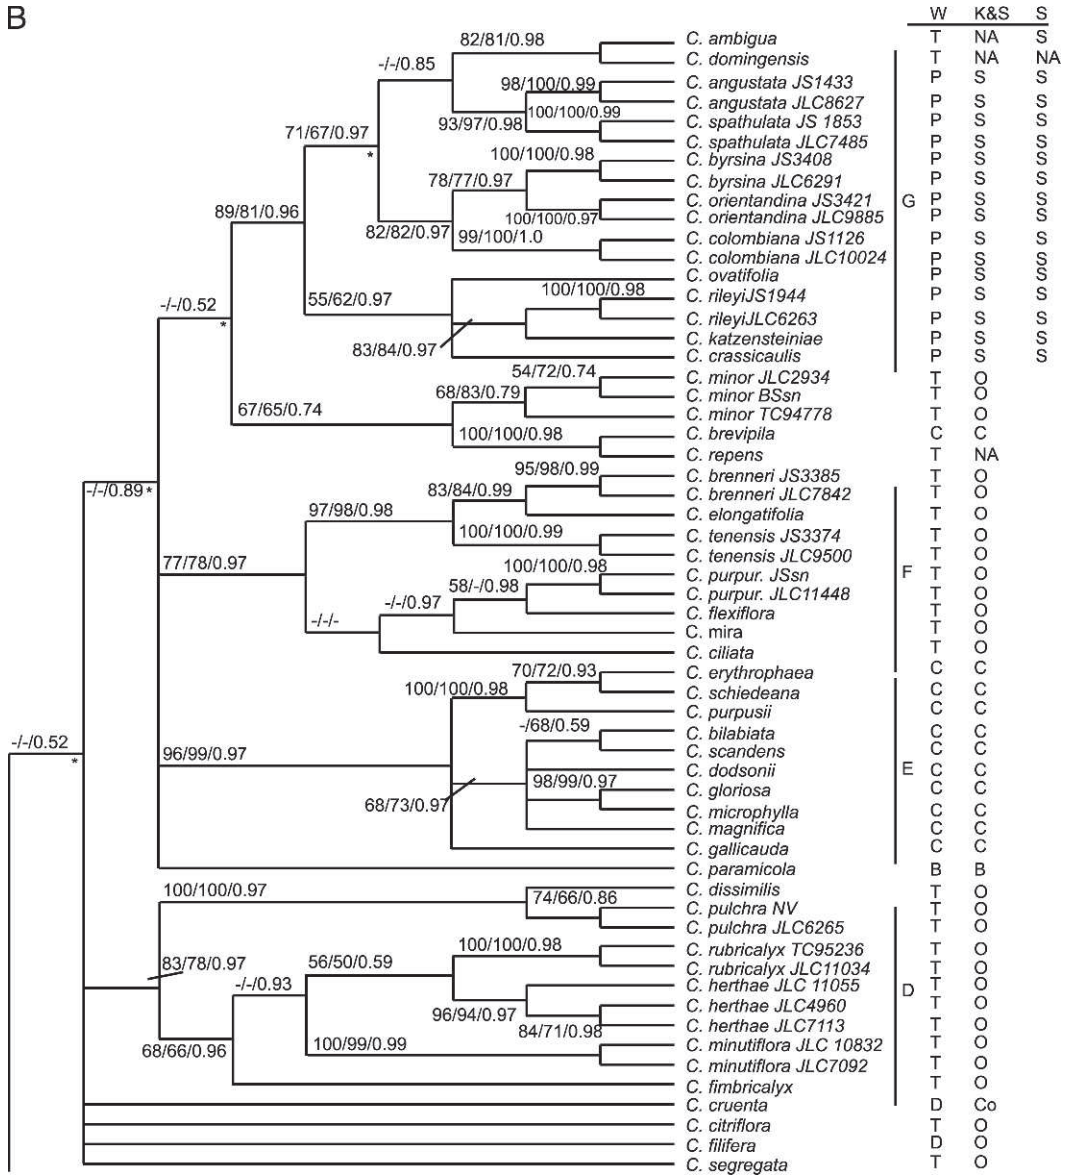 B
W K&S S
82/81/0.98 C. ambigua T NA S
-/-/0.85 C. domingensis T NA NA
98/100/0.99 C. angustata JS1433 P S S
C. angustata JLC8627 P S S
100/100/0.99 C. spathulata JS 1853 P S S
93/97/0.98 C. spathulata JLC7485 P S S
71/67/0.97 *
100/100/0.98 C. byrsina JS3408 P S S
78/77/0.97 C. byrsina JLC6291 P S S
C. orientandina JS3421 P S S
G
89/81/0.96 100/100/0.97 C. orientandina JLC9885 P S S
82/82/0.97 99/100/1.0 C. colombiana JS1126 P S S
C. colombiana JLC10024 P S S
C. ovatifolia P S S
55/62/0.97 100/100/0.98 C. rileyiJS1944 P S S
-/-/0.52 * C. rileyiJLC6263 P S S
83/84/0.97 C. katzensteiniae P S S
C. crassicaulis P S S
54/72/0.74 C. minor JLC2934 T O
68/83/0.79 C. minor BSsn T O
67/65/0.74 C. minor TC94778 T O
100/100/0.98 C. brevipila C C
C. repens T NA
95/98/0.99 C. brenneri JS3385 T O
-/-/0.89 * 83/84/0.99 C. brenneri JLC7842 T O
97/98/0.98 C. elongatifolia T O
100/100/0.99 C. tenensis JS3374 T O
C. tenensis JLC9500 T O
77/78/0.97 100/100/0.98 C. purpur. JSsn T O
F
58/-/0.98 C. purpur. JLC11448 T O
-/-/0.97 C. flexiflora T O
-/-/- C. mira T O
C. ciliata T O
70/72/0.93 C. erythrophaea C C
100/100/0.98 C. schiedeana C C
C. purpusii C C
-/68/0.59 C. bilabiata C C
-/-/0.52 * 96/99/0.97 C. scandens C C
C. dodsonii C C
E
98/99/0.97 C. gloriosa C C
68/73/0.97 C. microphylla C C
C. magnifica C C
C. gallicauda C C
C. paramicola B B
100/100/0.97 C. dissimilis T O
74/66/0.86 C. pulchra NV T O
C. pulchra JLC6265 T O
100/100/0.98 C. rubricalyx TC95236 T O
83/78/0.97 56/50/0.59 C. rubricalyx JLC11034 T O
-/-/0.93 C. herthae JLC 11055 T O
D
96/94/0.97 C. herthae JLC4960 T O
84/71/0.98 C. herthae JLC7113 T O
68/66/0.96 100/99/0.99 C. minutiflora JLC 10832 T O
C. minutiflora JLC7092 T O
C. fimbricalyx T O
C. cruenta D Co
C. citriflora T O
C. filifera D O
C. segregata T O